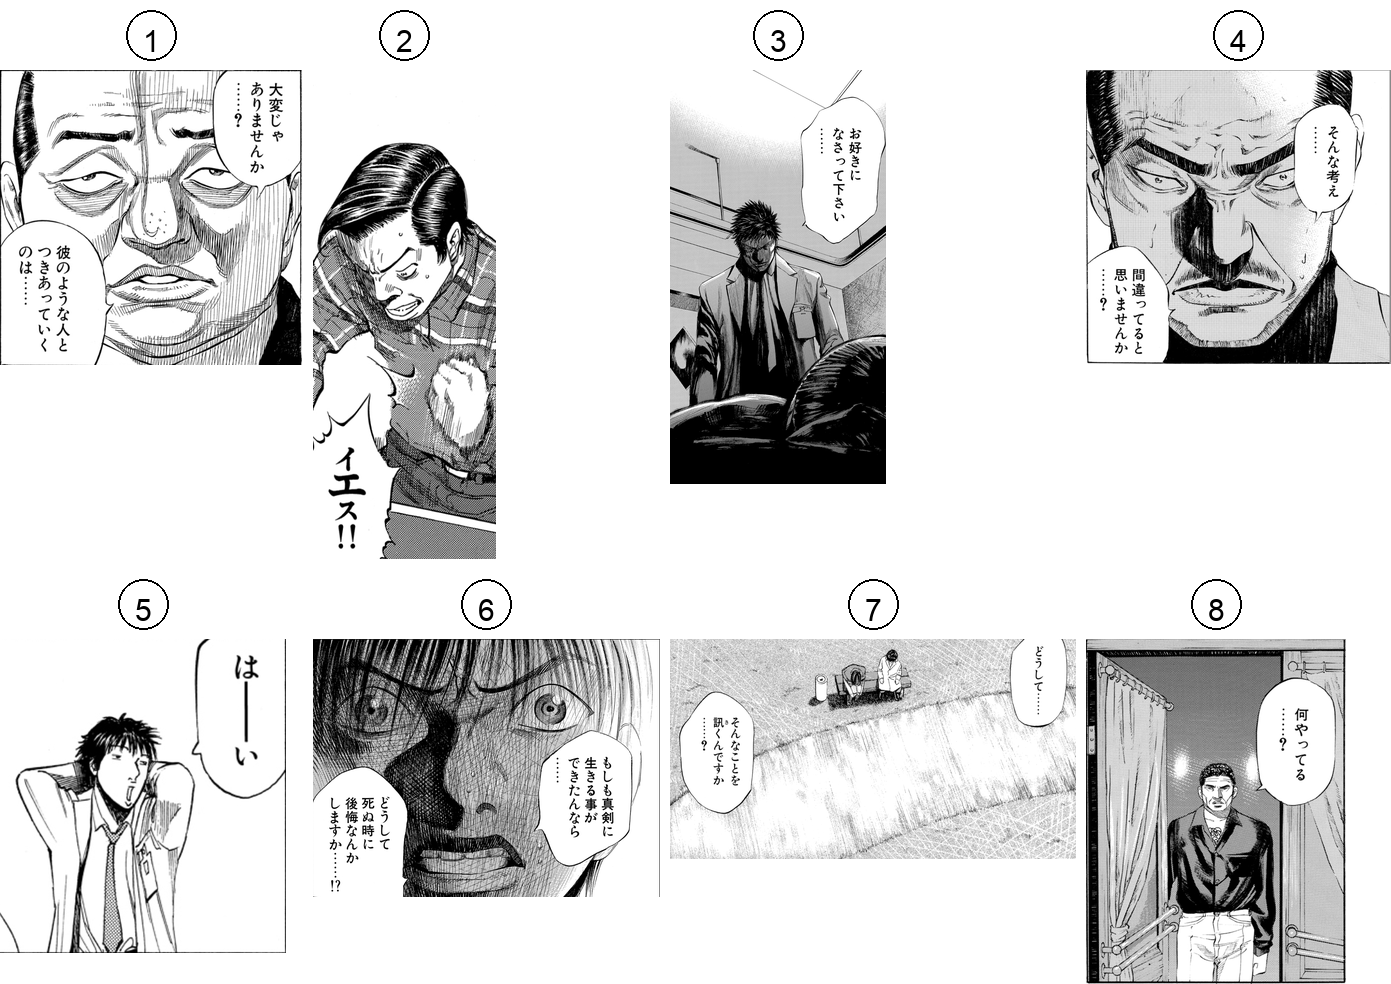 1
大変じゃ
ありませんか
……?
彼のような人と
つきあっていく
のは……
2
イエス!!
3
お好きに
なさって下さい
……
4
そんな考え
……
間違ってると
思いませんか
……?
5
はーーい
6
もしも真剣に
生きる事が
できたんなら
……
どうして
死ぬ時に
後悔なんか
しますか……!?
7
どうして……
そんなことを
訊くんですか
……?
き
8
何やってる
……?